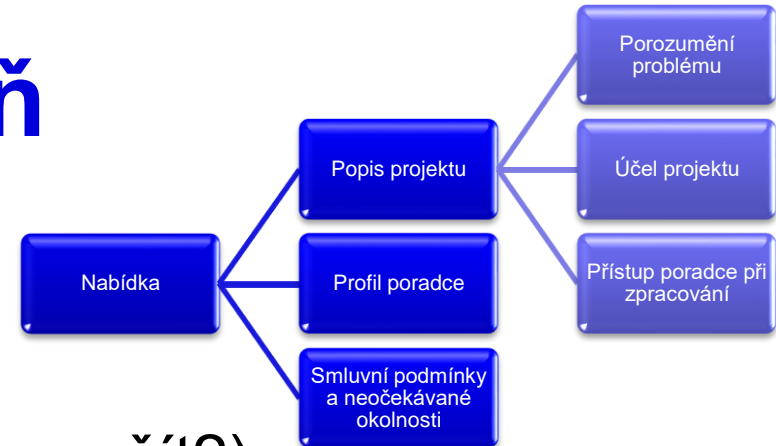 ň
Nabídka
Popis projektu
Profil poradce
Smluvní podmínky
a neočekávané
okolnosti
Porozumění
problému
Účel projektu
Přístup poradce při
zpracování